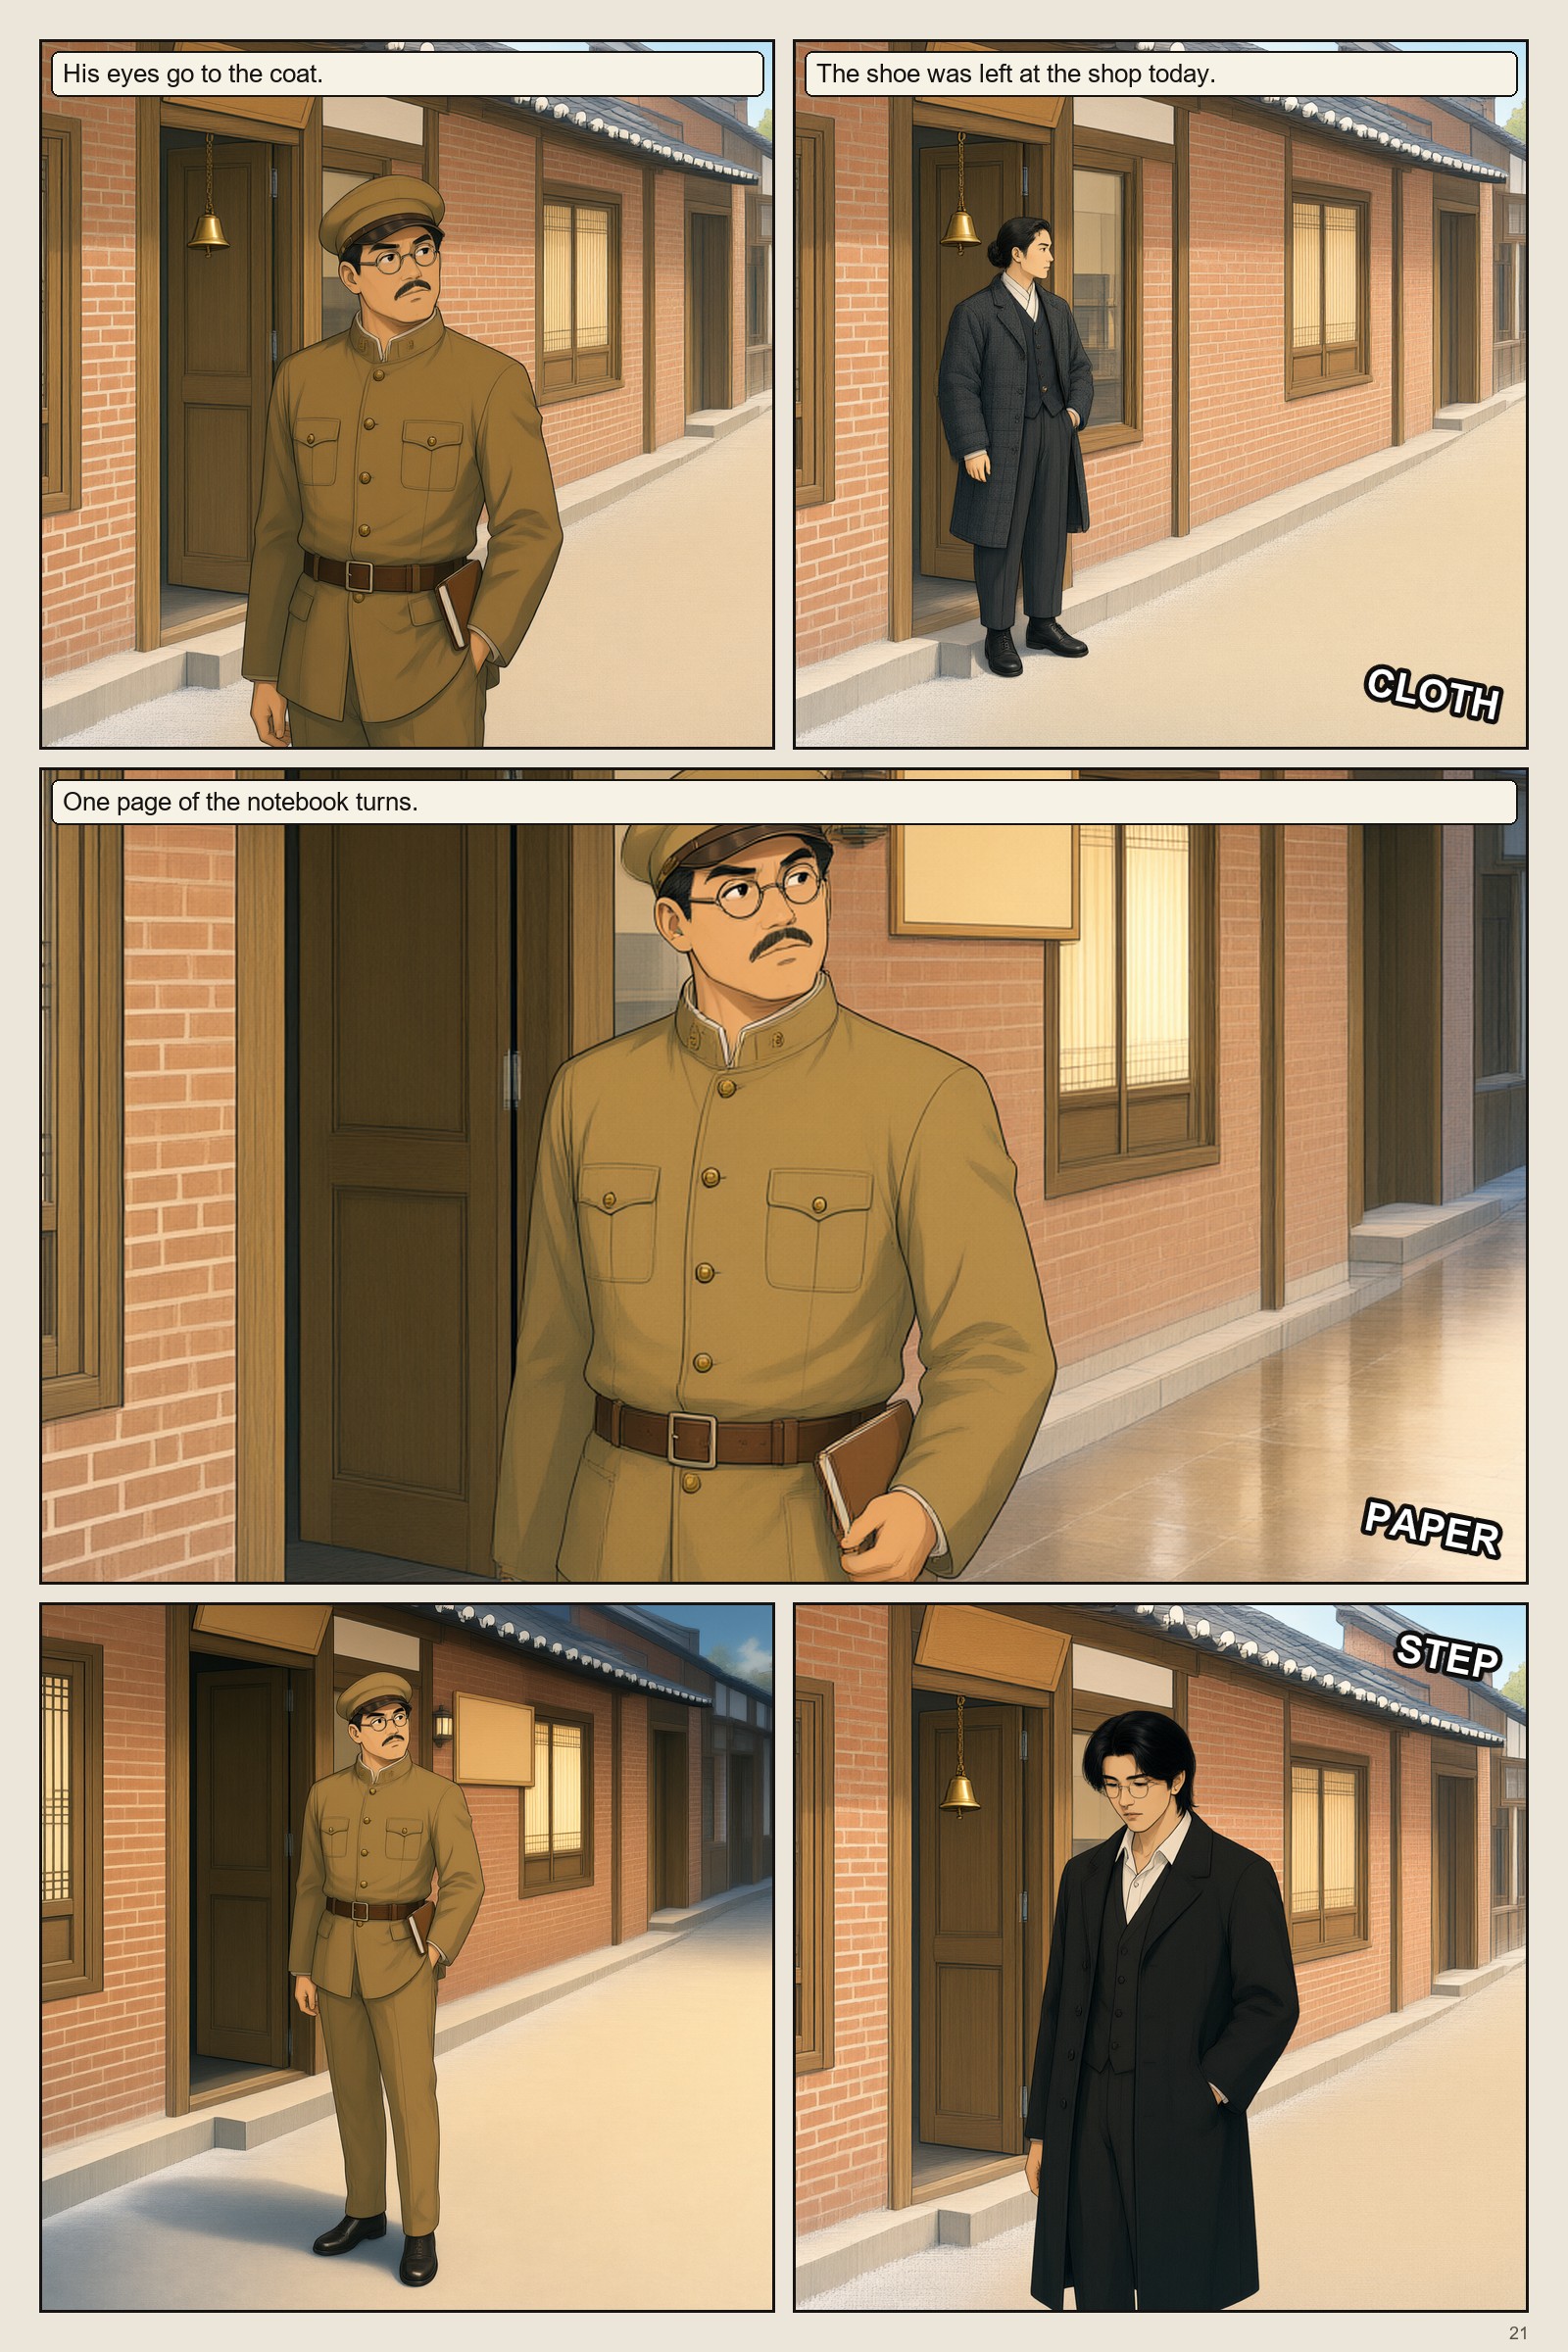 His eyes go to the coat.
The shoe was left at the shop today.
CLOTH
One page of the notebook turns.
PAPER
STEP
21